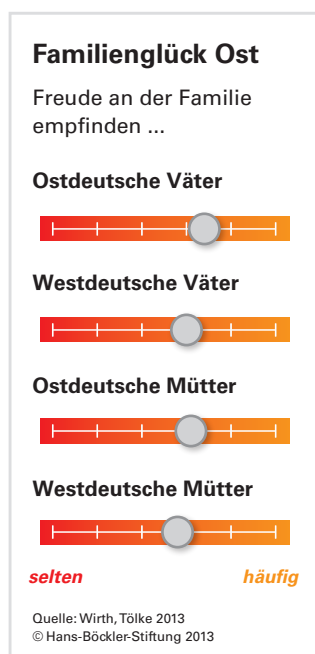 Familienglück Ost
Freude an der Familie
empfinden ...
Ostdeutsche Väter
Westdeutsche Väter
Ostdeutsche Mütter
Westdeutsche Mütter
selten häufig
Quelle: Wirth, Tölke 2013
© Hans-Böckler-Stiftung 2013